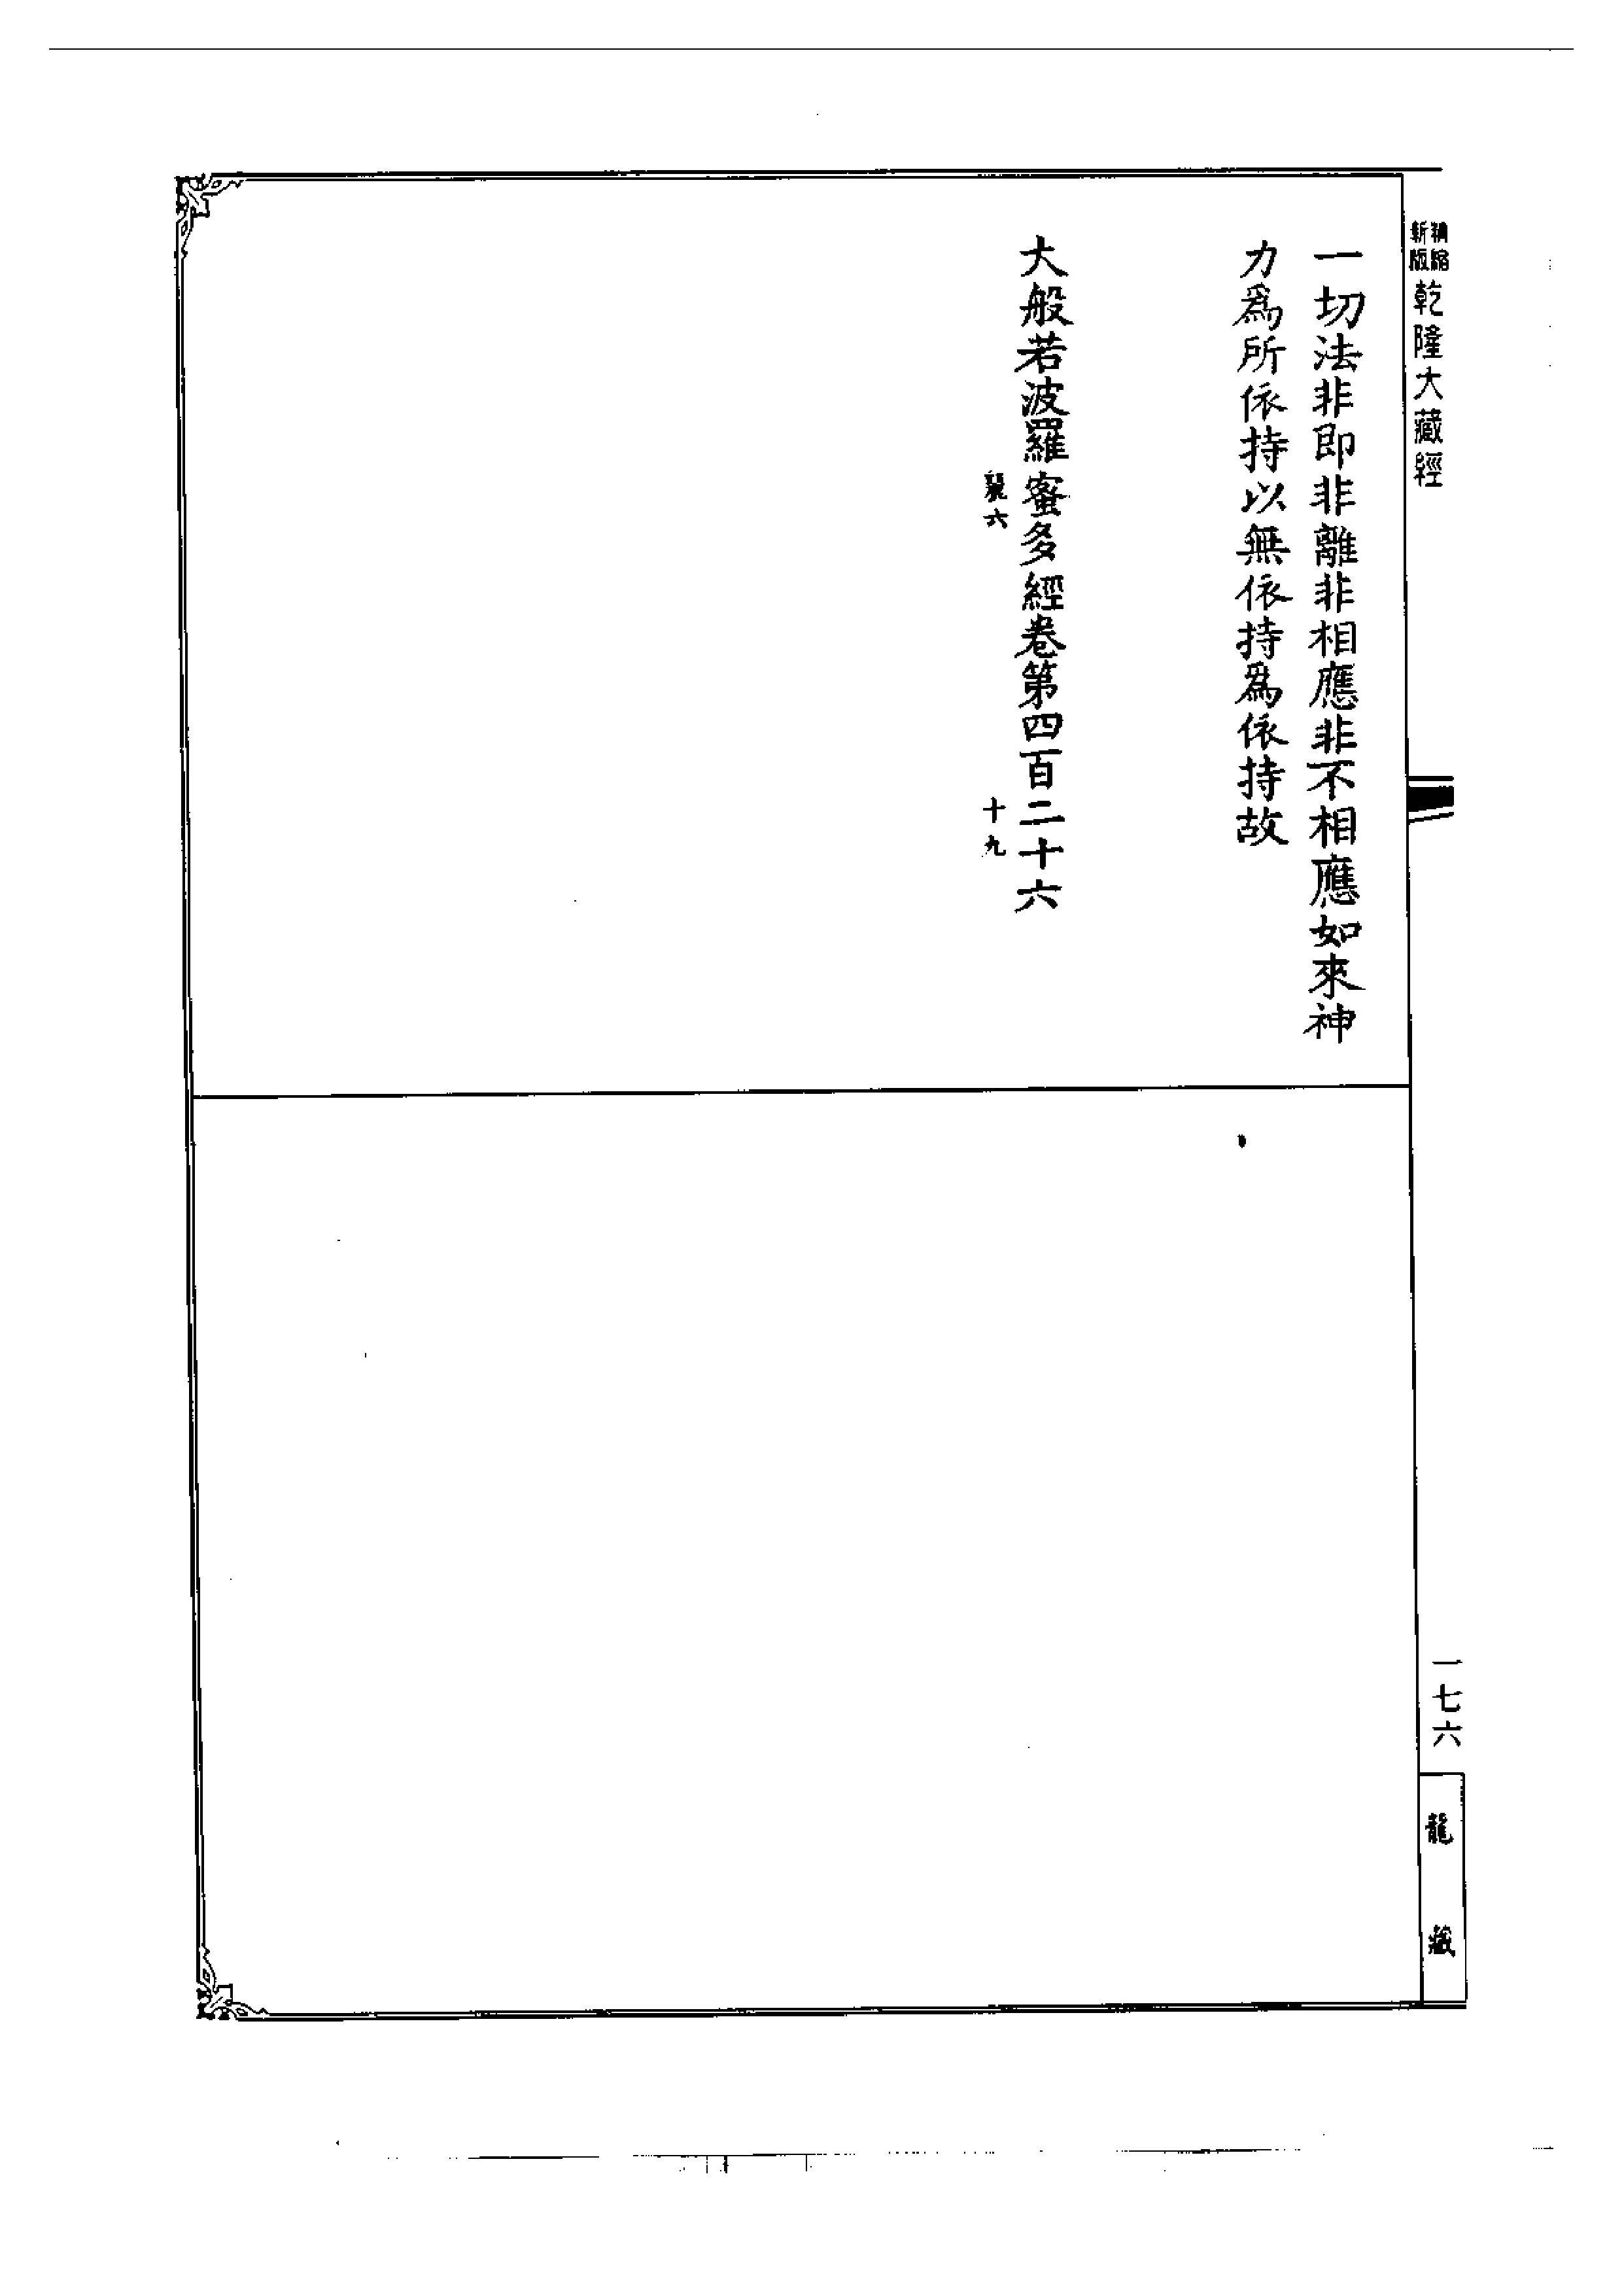 精縮新版乾隆大藏經
一切法非即非離非相應非不相應如來神
力爲所依持以無依持爲依持故
大般若波羅蜜多經卷第四百二十六
六 十九
一七六
龍藏